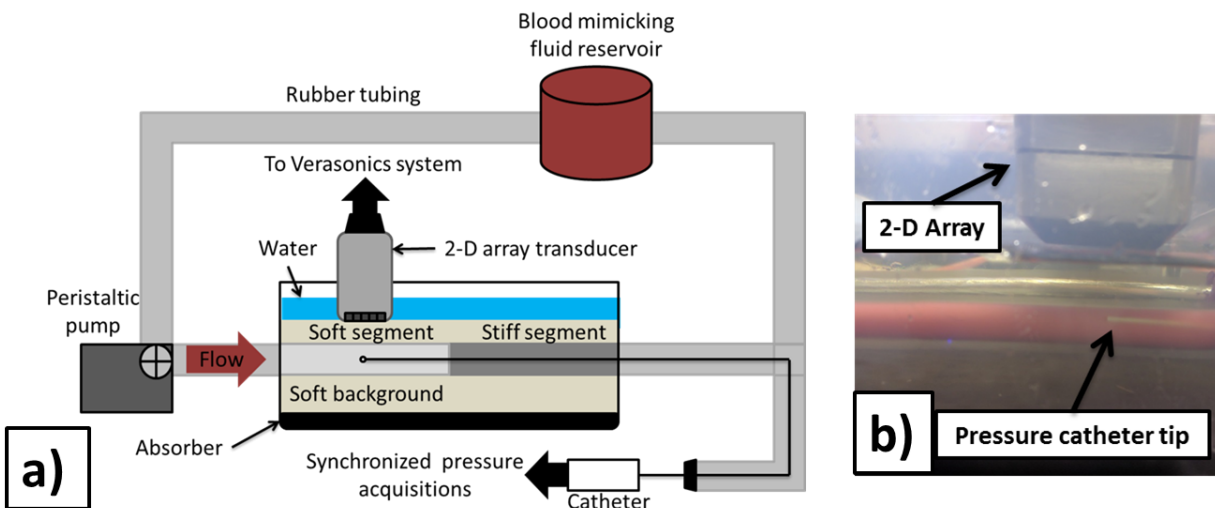 Blood mimicking
fluid reservoir
Rubber tubing
To Verasonics
system
Water
2-D array transducer
Peristaltic
pump
Soft segment
Stiff segment
Flow
Soft background
Absorber
Synchronized pressure
acquisitions
Catheter
a)
2-D Array
Pressure catheter tip
b)